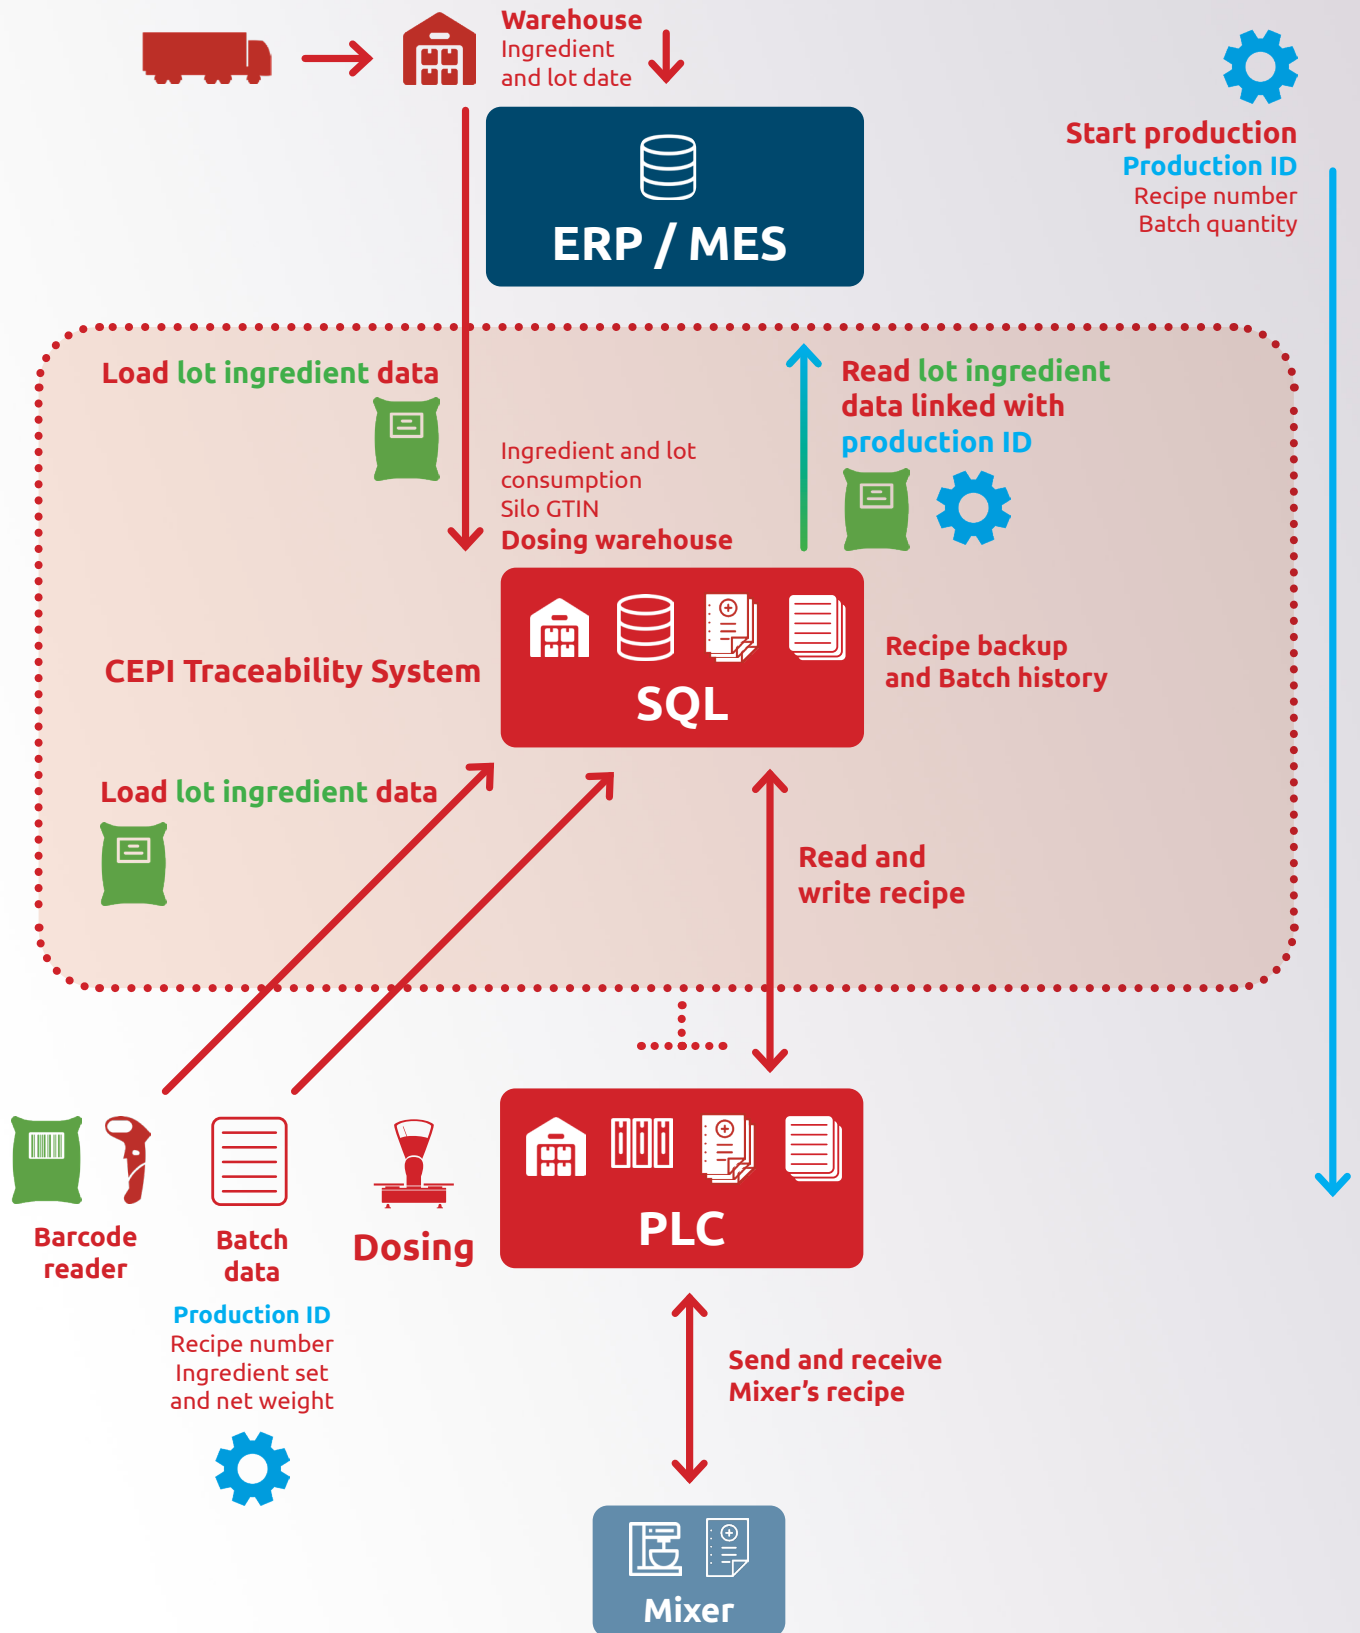 Warehouse
Ingredient
and lot date
Start production
Production ID
Recipe number
Batch quantity
ERP / MES
Load lot ingredient data
Read lot ingredient
data linked with
production ID
Ingredient and lot
consumption
Silo GTIN
Dosing warehouse
CEPI Traceability System
SQL
Recipe backup
and Batch history
Load lot ingredient data
Read and
write recipe
Barcode
reader
Batch
data
Production ID
Recipe number
Ingredient set
and net weight
Dosing
PLC
Send and receive
Mixer’s recipe
Mixer